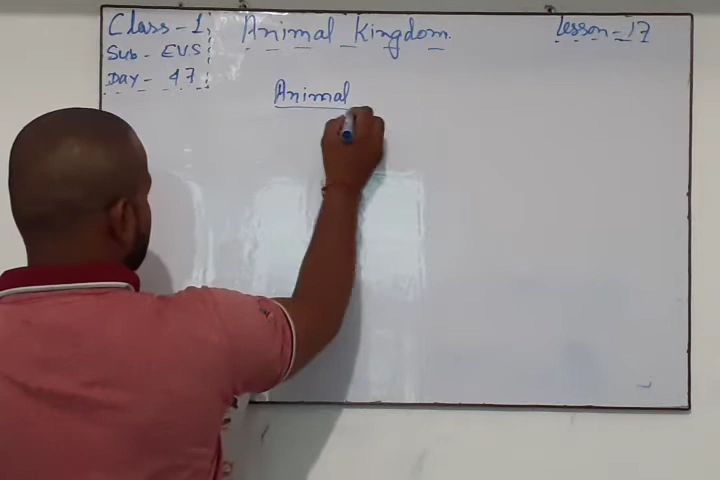 Class - 1
Animal Kingdom.
Lesson - 17
Sub - EVS
Day - 47
Animal